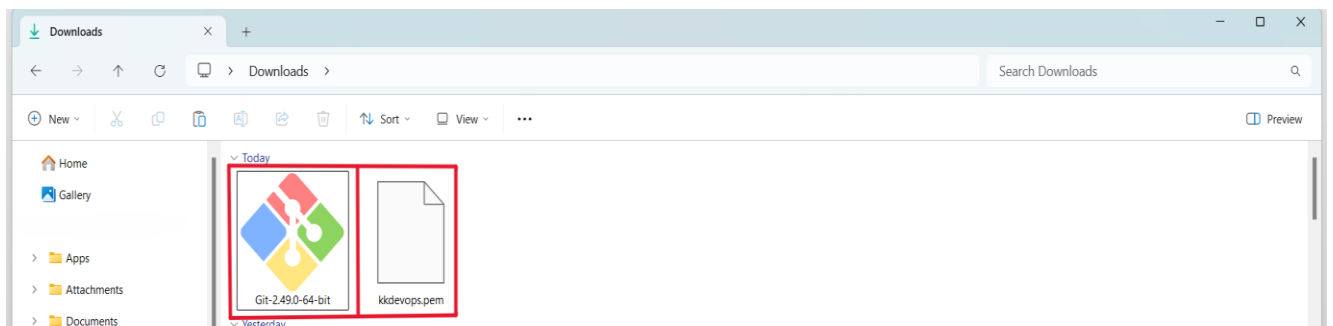 Downloads
Downloads
Search Downloads
New
Sort
View
Preview
Home
Gallery
Apps
Attachments
Documents
Today
Git-2.49.0-64-bit
kkdevops.pem
Yesterday